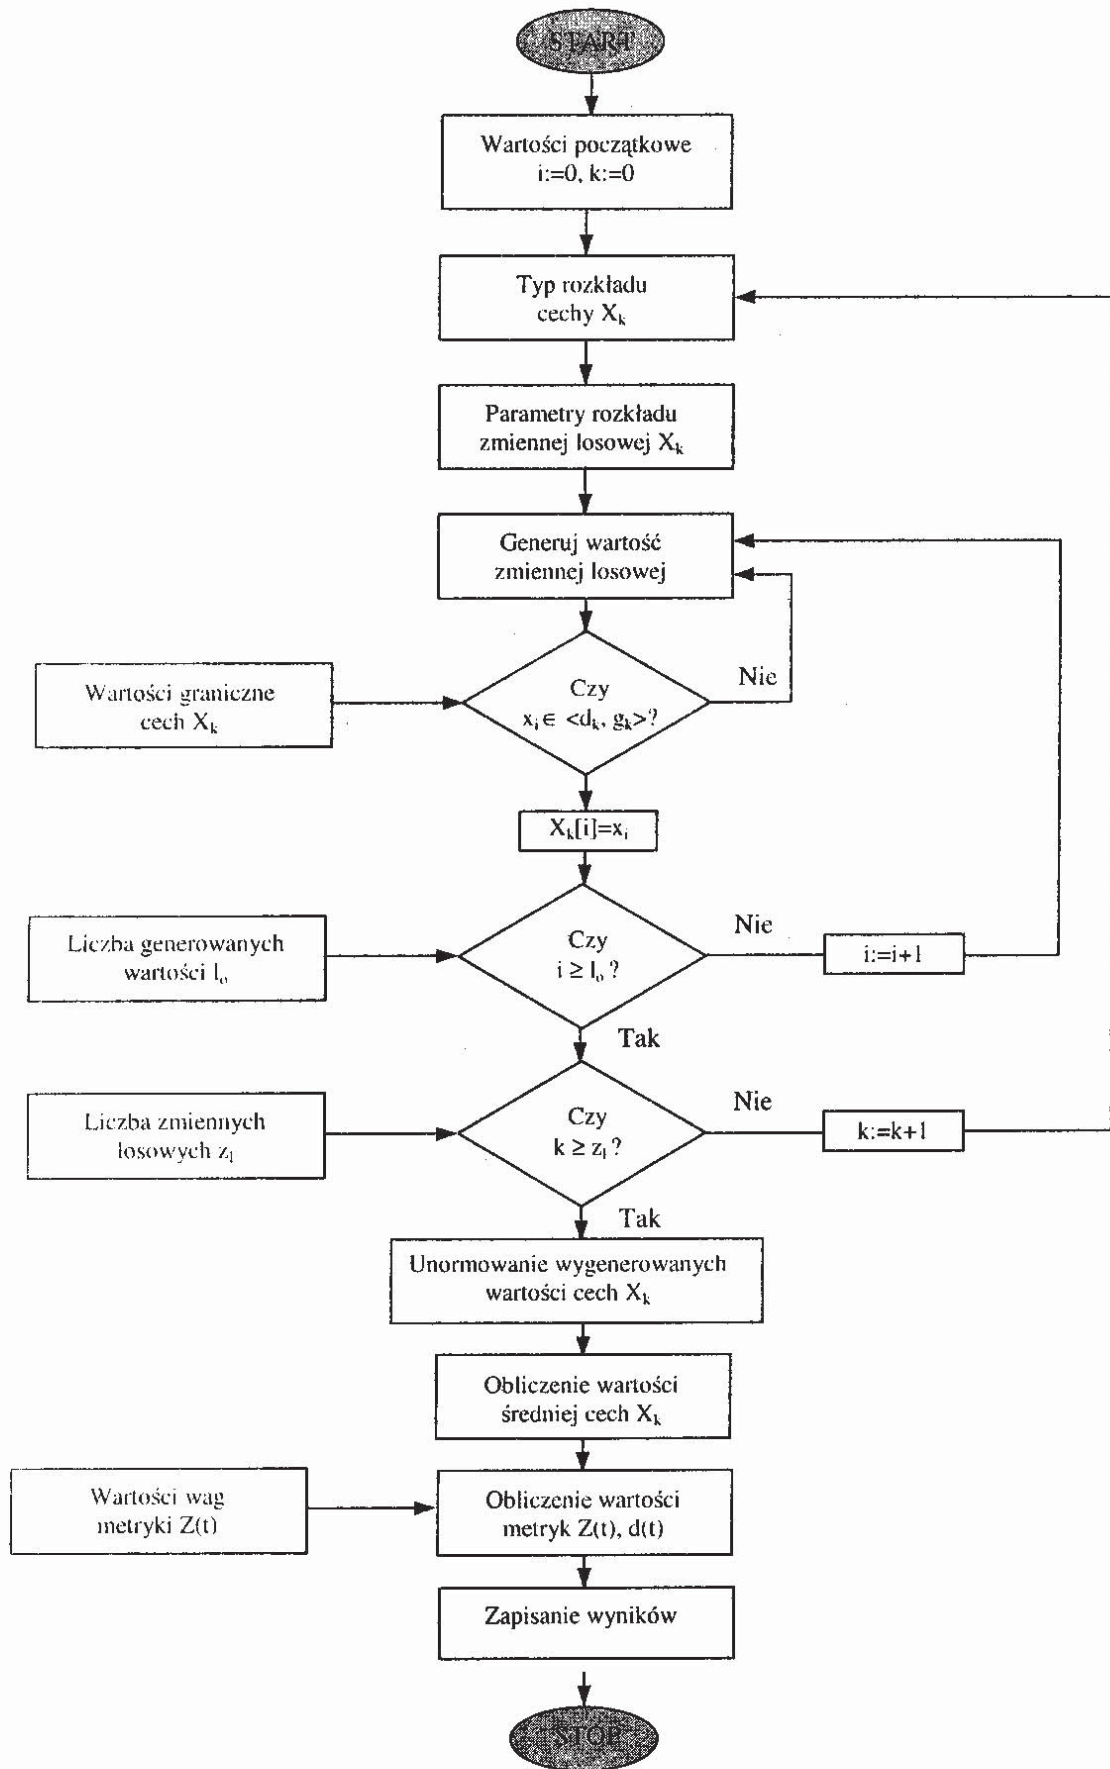 START
Wartości początkowe
i:=0, k:=0
Typ rozkładu
cechy Xₖ
Parametry rozkładu
zmiennej losowej Xₖ
Generuj wartość
zmiennej losowej
Nie
Wartości graniczne
cech Xₖ
Czy
xᵢ ∈ <dₖ, gₖ>?
Xₖ[i]=xᵢ
Liczba generowanych
wartości lₒ
Czy
i ≥ lₒ ?
Nie
i:=i+1
Tak
Liczba zmiennych
losowych zₗ
Czy
k ≥ zₗ ?
Nie
k:=k+1
Tak
Unormowanie wygenerowanych
wartości cech Xₖ
Obliczenie wartości
średniej cech Xₖ
Wartości wag
metryki Z(t)
Obliczenie wartości
metryk Z(t), d(t)
Zapisanie wyników
STOP